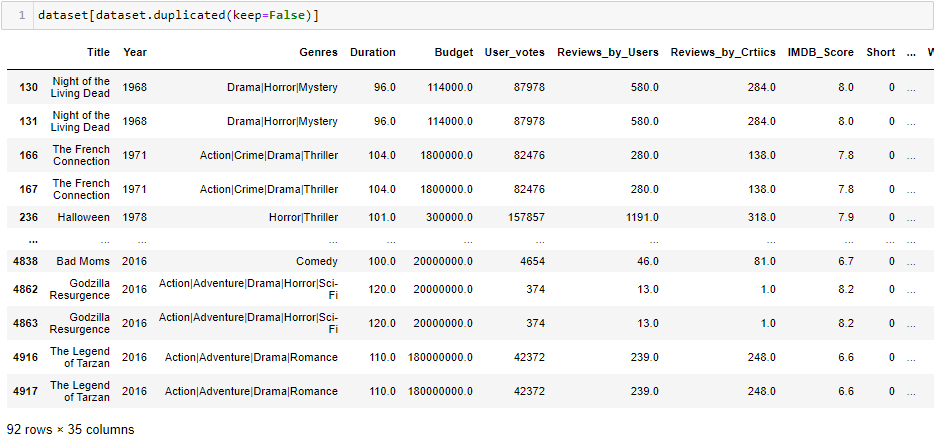 1 dataset[dataset.duplicated(keep=False)]
Title Year Genres Duration Budget User_votes Reviews_by_Users Reviews_by_Crtiics IMDB_Score Short ... W
130 Night of the Living Dead 1968 Drama|Horror|Mystery 96.0 114000.0 87978 580.0 284.0 8.0 0 ...
131 Night of the Living Dead 1968 Drama|Horror|Mystery 96.0 114000.0 87978 580.0 284.0 8.0 0 ...
166 The French Connection 1971 Action|Crime|Drama|Thriller 104.0 1800000.0 82476 280.0 138.0 7.8 0 ...
167 The French Connection 1971 Action|Crime|Drama|Thriller 104.0 1800000.0 82476 280.0 138.0 7.8 0 ...
236 Halloween 1978 Horror|Thriller 101.0 300000.0 157857 1191.0 318.0 7.9 0 ...
... ... ... ... ... ... ... ... ... ... ... ...
4838 Bad Moms 2016 Comedy 100.0 20000000.0 4654 46.0 81.0 6.7 0 ...
4862 Godzilla Resurgence 2016 Action|Adventure|Drama|Horror|Sci-Fi 120.0 20000000.0 374 13.0 1.0 8.2 0 ...
4863 Godzilla Resurgence 2016 Action|Adventure|Drama|Horror|Sci-Fi 120.0 20000000.0 374 13.0 1.0 8.2 0 ...
4916 The Legend of Tarzan 2016 Action|Adventure|Drama|Romance 110.0 180000000.0 42372 239.0 248.0 6.6 0 ...
4917 The Legend of Tarzan 2016 Action|Adventure|Drama|Romance 110.0 180000000.0 42372 239.0 248.0 6.6 0 ...
92 rows × 35 columns